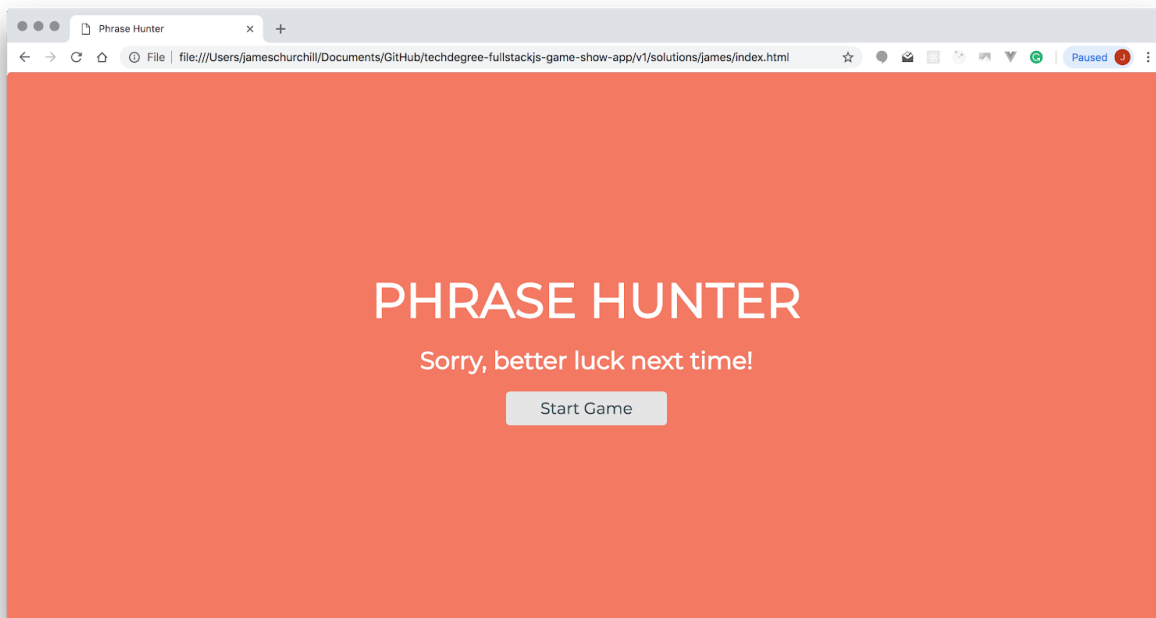 Phrase Hunter
File file:///Users/jameschurchill/Documents/GitHub/techdegree-fullstackjs-game-show-app/v1/solutions/james/index.html Paused J
PHRASE HUNTER
Sorry, better luck next time!
Start Game